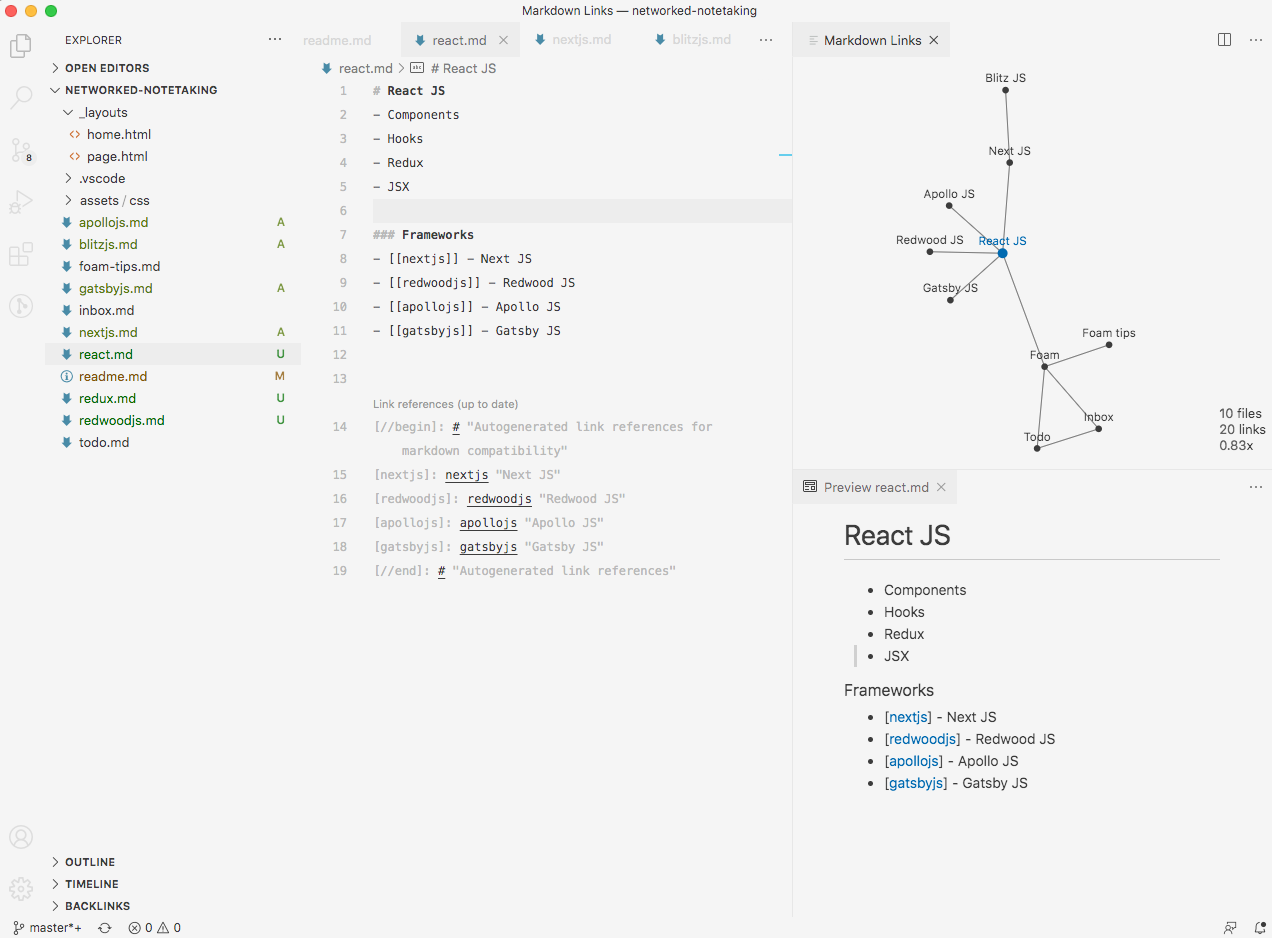 Markdown Links — networked-notetaking
EXPLORER
OPEN EDITORS
NETWORKED-NOTETAKING
_layouts
home.html
page.html
.vscode
assets / css
apollojs.md A
blitzjs.md A
foam-tips.md
gatsbyjs.md A
inbox.md
nextjs.md A
react.md U
readme.md M
redux.md U
redwoodjs.md U
todo.md
OUTLINE
TIMELINE
BACKLINKS
8
readme.md react.md nextjs.md blitzjs.md
react.md > abc # React JS
1 # React JS
2 - Components
3 - Hooks
4 - Redux
5 - JSX
6
7 ### Frameworks
8 - [[nextjs]] - Next JS
9 - [[redwoodjs]] - Redwood JS
10 - [[apollojs]] - Apollo JS
11 - [[gatsbyjs]] - Gatsby JS
12
13
Link references (up to date)
14 [//begin]: # "Autogenerated link references for
markdown compatibility"
15 [nextjs]: nextjs "Next JS"
16 [redwoodjs]: redwoodjs "Redwood JS"
17 [apollojs]: apollojs "Apollo JS"
18 [gatsbyjs]: gatsbyjs "Gatsby JS"
19 [//end]: # "Autogenerated link references"
Markdown Links
Blitz JS
Next JS
Apollo JS
Redwood JS
React JS
Gatsby JS
Foam tips
Foam
Inbox
Todo
10 files
20 links
0.83x
Preview react.md
React JS
• Components
• Hooks
• Redux
• JSX
Frameworks
• [nextjs] - Next JS
• [redwoodjs] - Redwood JS
• [apollojs] - Apollo JS
• [gatsbyjs] - Gatsby JS
master*+ 0 0